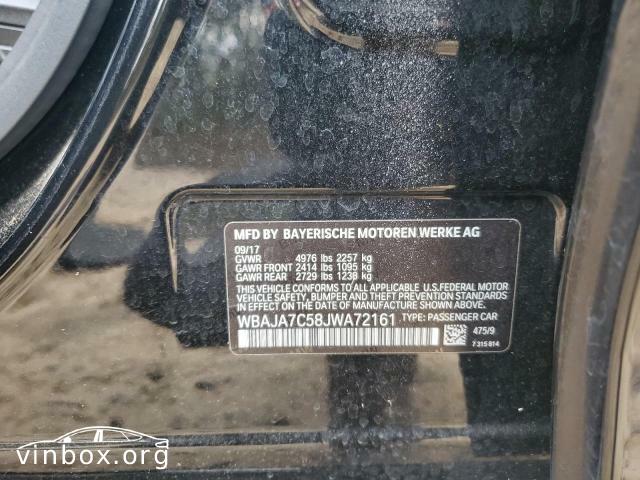 MFD BY BAYERISCHE MOTOREN WERKE AG
09/17
GVWR 4976 lbs 2257 kg
GAWR FRONT 2414 lbs 1095 kg
GAWR REAR 2729 lbs 1238 kg
THIS VEHICLE CONFORMS TO ALL APPLICABLE U.S.FEDERAL MOTOR
VEHICLE SAFETY, BUMPER, AND THEFT PREVENTION STANDARDS IN
EFFECT ON THE DATE OF MANUFACTURE SHOWN ABOVE.
WBAJA7C58JWA72161 TYPE: PASSENGER CAR
475/9
7 315 814
vinbox.org